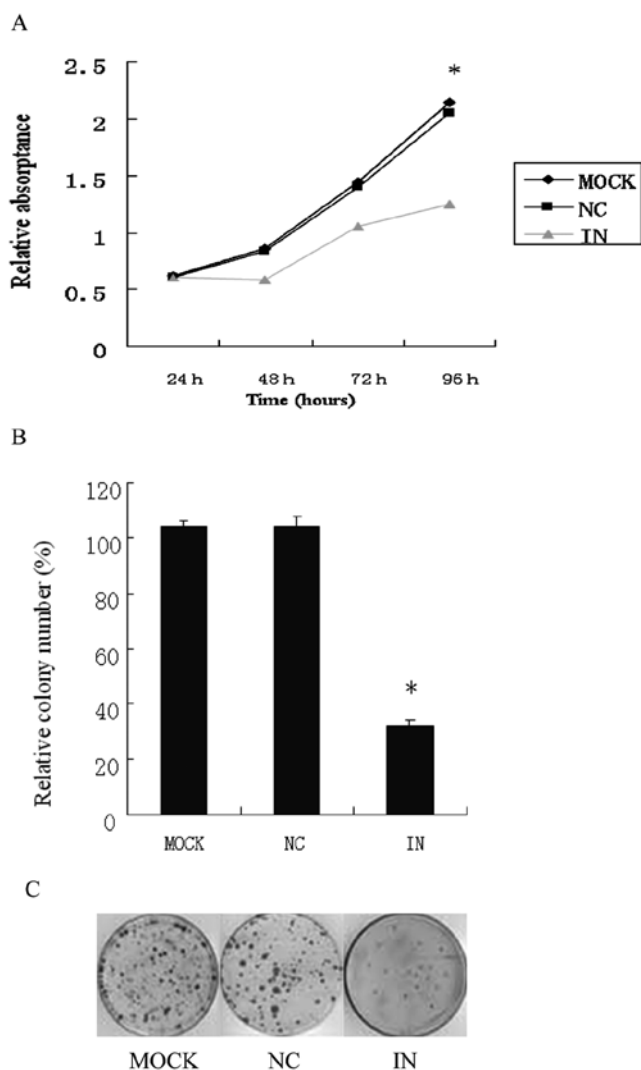 A
2.5
2
1.5
1
0.5
0
Relative absorptance
*
MOCK
NC
IN
24 h 48 h 72 h 96 h
Time (hours)
B
120
100
80
60
40
20
0
Relative colony number (%)
*
MOCK NC IN
C
MOCK NC IN